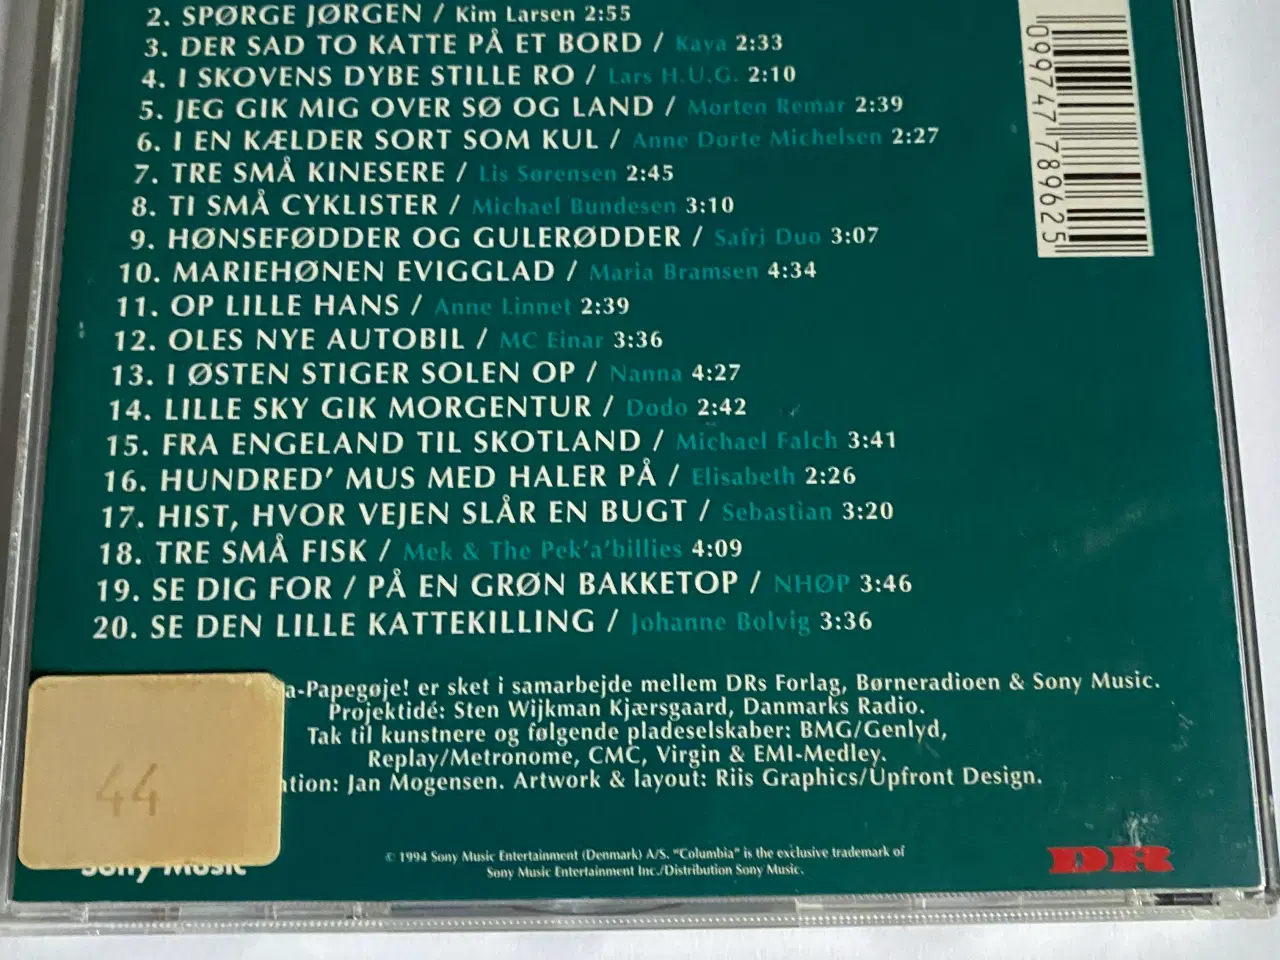 2. SPØRGE JØRGEN / Kim Larsen 2:55
3. DER SAD TO KATTE PÅ ET BORD / Kaya 2:33
4. I SKOVENS DYBE STILLE RO / Lars H.U.G. 2:10
5. JEG GIK MIG OVER SØ OG LAND / Morten Remar 2:39
6. I EN KÆLDER SORT SOM KUL / Anne Dorte Michelsen 2:27
7. TRE SMÅ KINESERE / Lis Sørensen 2:45
8. TI SMÅ CYKLISTER / Michael Bundesen 3:10
9. HØNSEFØDDER OG GULERØDDER / Safri Duo 3:07
10. MARIEHØNEN EVIGGLAD / Maria Bramsen 4:34
11. OP LILLE HANS / Anne Linnet 2:39
12. OLES NYE AUTOBIL / MC Einar 3:36
13. I ØSTEN STIGER SOLEN OP / Nanna 4:27
14. LILLE SKY GIK MORGENTUR / Dodo 2:42
15. FRA ENGELAND TIL SKOTLAND / Michael Falch 3:41
16. HUNDRED' MUS MED HALER PÅ / Elisabeth 2:26
17. HIST, HVOR VEJEN SLÅR EN BUGT / Sebastian 3:20
18. TRE SMÅ FISK / Mek & The Pek'a'billies 4:09
19. SE DIG FOR / PÅ EN GRØN BAKKETOP / NHØP 3:46
20. SE DEN LILLE KATTEKILLING / Johanne Bolvig 3:36
0 99747 78962 5
a-Papegøje! er sket i samarbejde mellem DRs Forlag, Børneradioen & Sony Music.
Projektidé: Sten Wijkman Kjærsgaard, Danmarks Radio.
Tak til kunstnere og følgende pladeselskaber: BMG/Genlyd,
Replay/Metronome, CMC, Virgin & EMI-Medley.
tion: Jan Mogensen. Artwork & layout: Riis Graphics/Upfront Design.
44
Sony Music
© 1994 Sony Music Entertainment (Denmark) A/S. "Columbia" is the exclusive trademark of
Sony Music Entertainment Inc./Distribution Sony Music.
DR